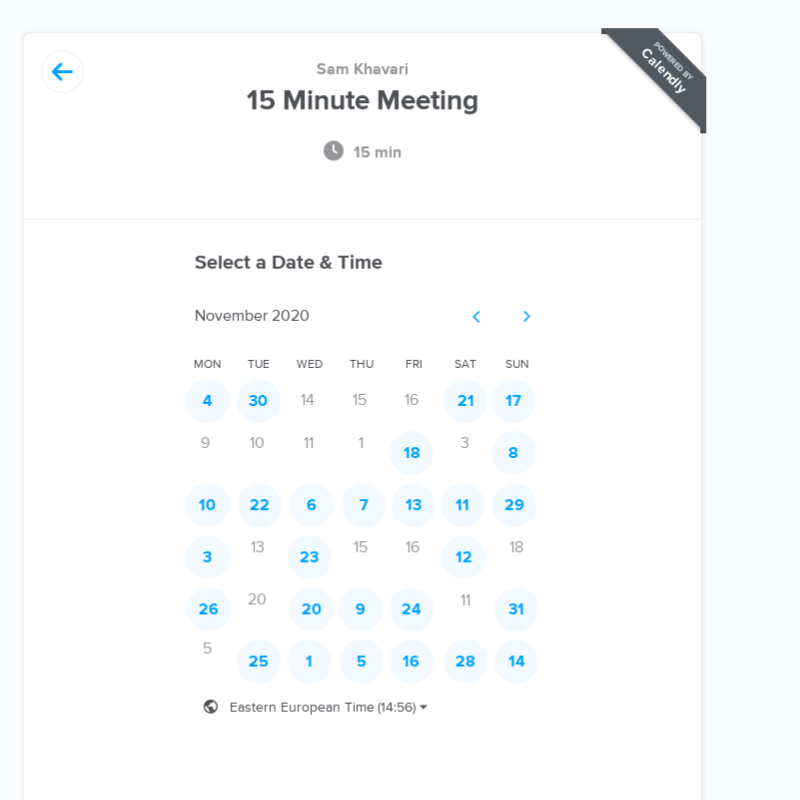 POWERED BY
Calendly
Sam Khavari
15 Minute Meeting
15 min
Select a Date & Time
November 2020
MON TUE WED THU FRI SAT SUN
4 30 14 15 16 21 17
9 10 11 1 18 3 8
10 22 6 7 13 11 29
3 13 23 15 16 12 18
26 20 20 9 24 11 31
5 25 1 5 16 28 14
Eastern European Time (14:56)